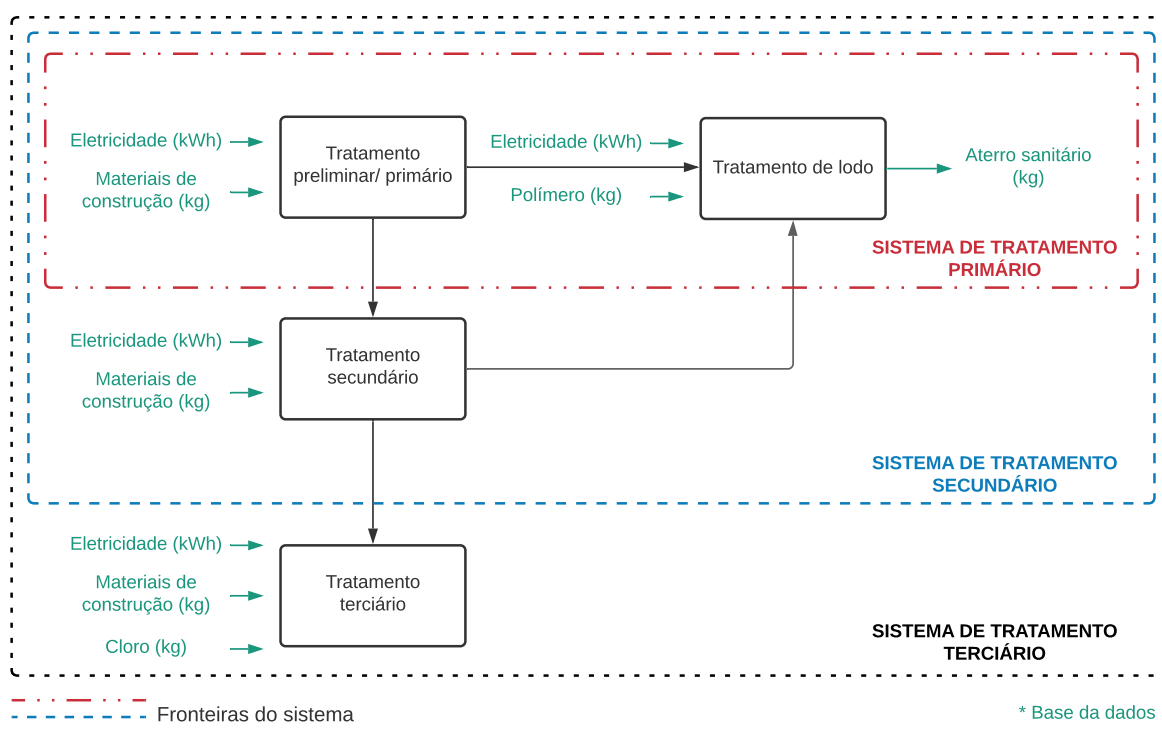 Eletricidade (kWh)
Materiais de
construção (kg)
Tratamento
preliminar/ primário
Eletricidade (kWh)
Polímero (kg)
Tratamento de lodo
Aterro sanitário
(kg)
SISTEMA DE TRATAMENTO
PRIMÁRIO
Eletricidade (kWh)
Materiais de
construção (kg)
Tratamento
secundário
SISTEMA DE TRATAMENTO
SECUNDÁRIO
Eletricidade (kWh)
Materiais de
construção (kg)
Cloro (kg)
Tratamento
terciário
SISTEMA DE TRATAMENTO
TERCIÁRIO
Fronteiras do sistema
* Base da dados